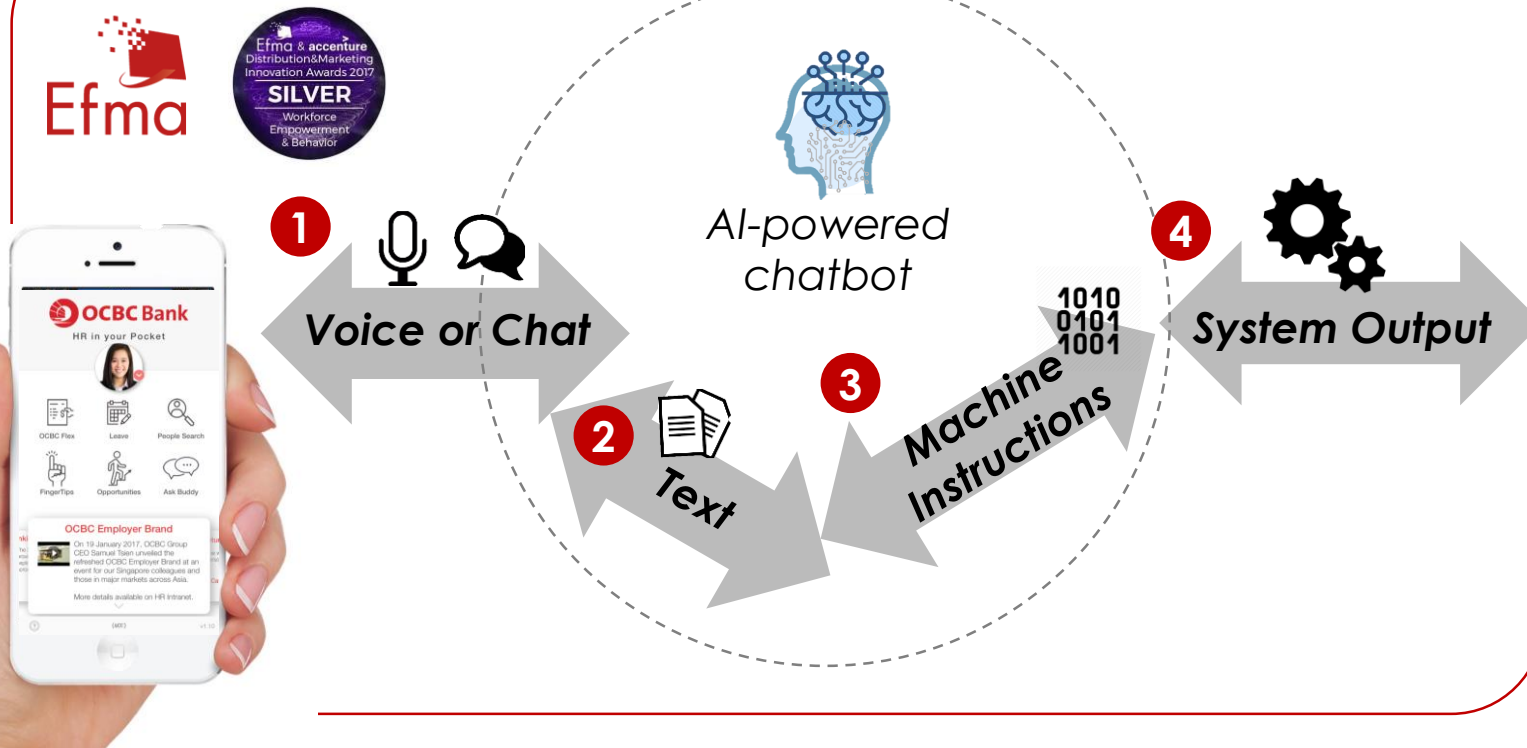 Efma
Efma & accenture
Distribution&Marketing
Innovation Awards 2017
SILVER
Workforce
Empowerment
& Behavior
AI-powered
chatbot
1
Voice or Chat
2
Text
3
Machine
Instructions
1010
0101
1001
4
System Output
OCBC Bank
HR in your Pocket
OCBC Flex
Leave
People Search
FingerTips
Opportunities
Ask Buddy
OCBC Employer Brand
On 19 January 2017, OCBC Group
CEO Samuel Tsien unveiled the
refreshed OCBC Employer Brand at an
event for our Singapore colleagues and
those in major markets across Asia.
More details available on HR Intranet.